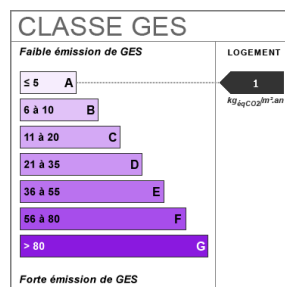 CLASSE GES
Faible émission de GES
LOGEMENT
≤ 5 A
1
kgéqCO2/m².an
6 à 10 B
11 à 20 C
21 à 35 D
36 à 55 E
56 à 80 F
> 80 G
Forte émission de GES